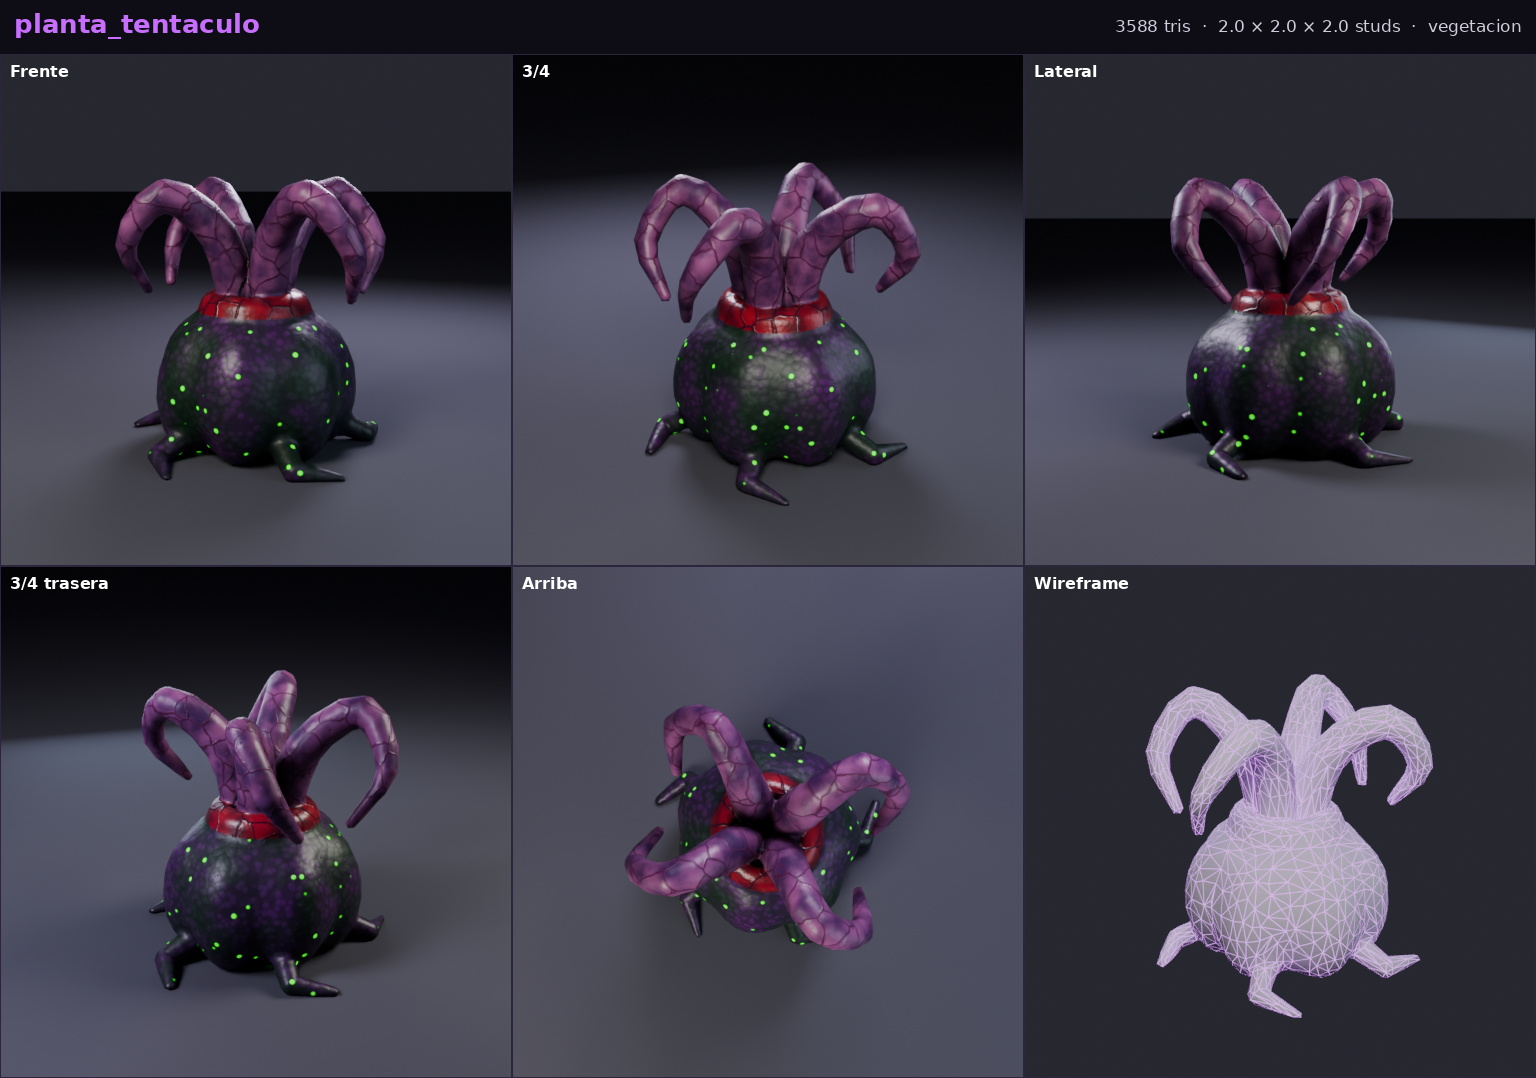 planta_tentaculo
3588 tris · 2.0 × 2.0 × 2.0 studs · vegetacion
Frente
3/4
Lateral
3/4 trasera
Arriba
Wireframe